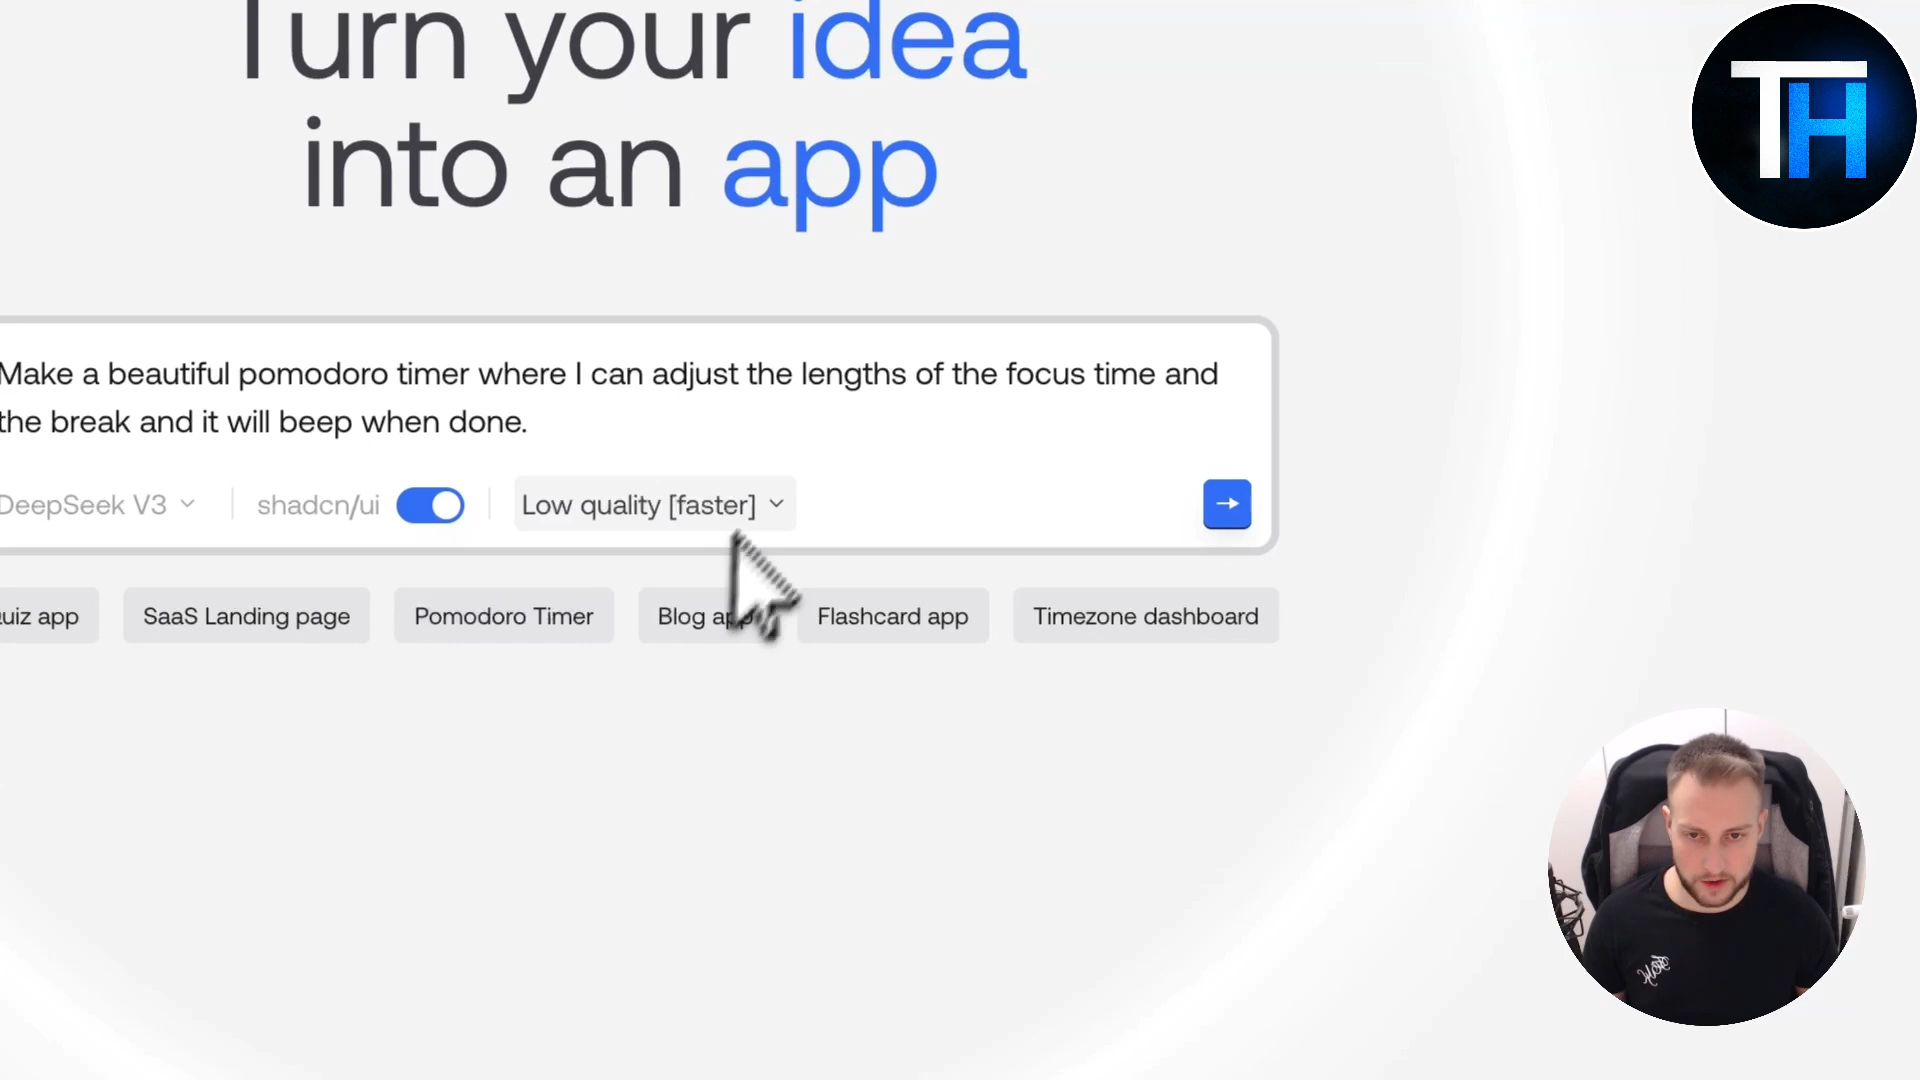 Turn your idea
into an app
TH
Make a beautiful pomodoro timer where I can adjust the lengths of the focus time and
the break and it will beep when done.
DeepSeek V3
shadcn/ui
Low quality [faster]
uiz app
SaaS Landing page
Pomodoro Timer
Blog app
Flashcard app
Timezone dashboard